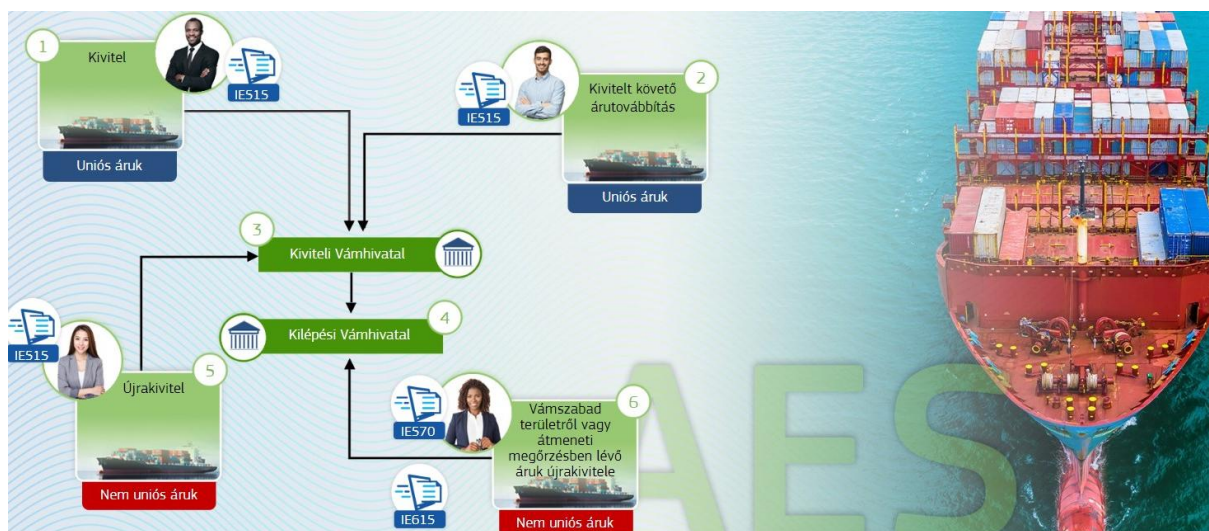 1
Kivitel
IE515
Uniós áruk
2
Kivitelt követő
árutovábbítás
IE515
Uniós áruk
3
Kiviteli Vámhivatal
4
Kilépési Vámhivatal
5
Újrakivitel
IE515
Nem uniós áruk
6
Vámszabad
területről vagy
átmeneti
megőrzésben lévő
áruk újrakivitele
IE570
IE615
Nem uniós áruk
AES